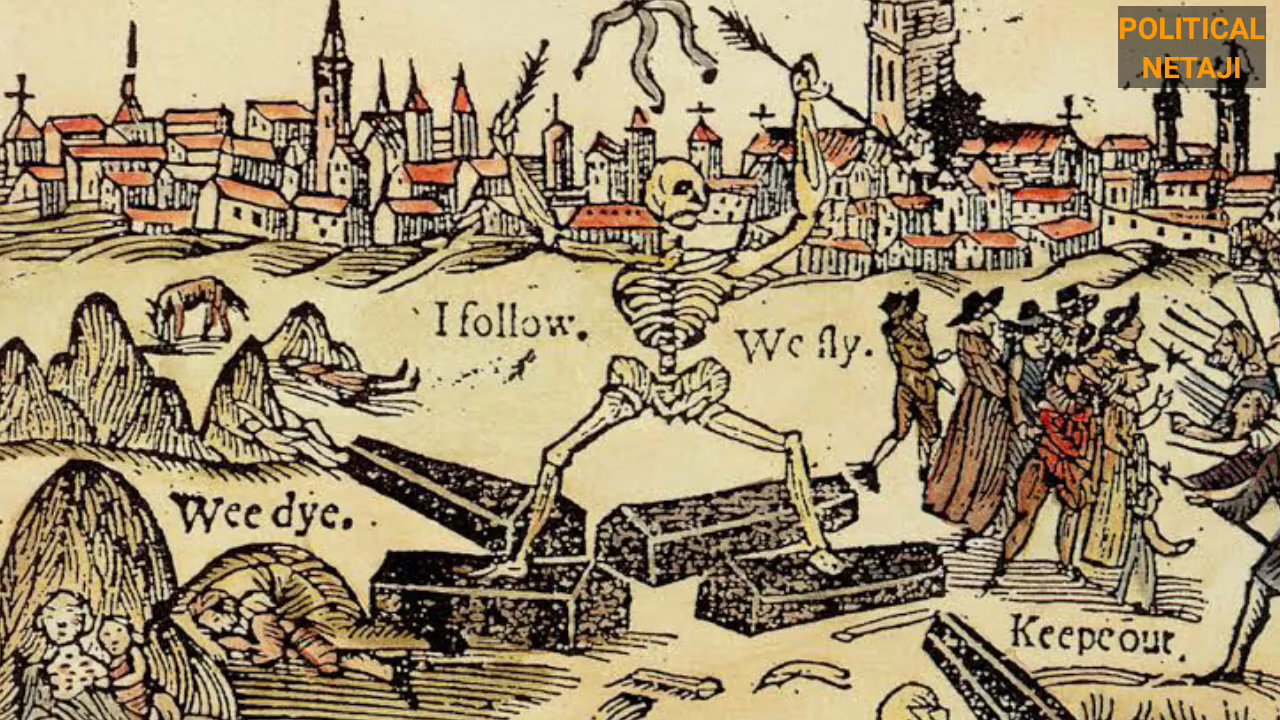 POLITICAL
NETAJI
I follow.
We fly.
Wee dye.
Keepe out.